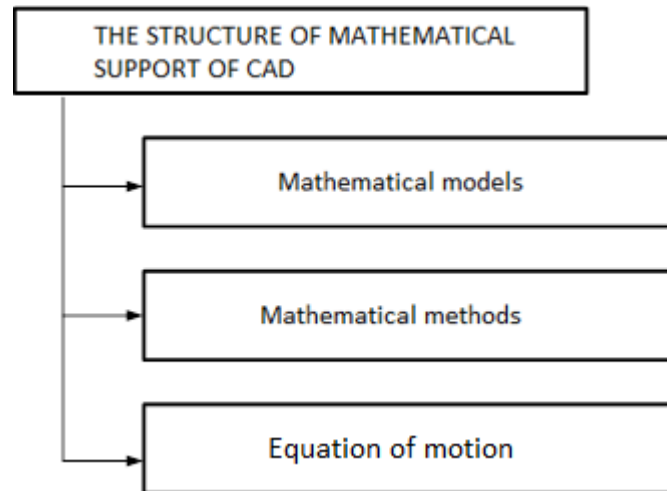 THE STRUCTURE OF MATHEMATICAL
SUPPORT OF CAD
Mathematical models
Mathematical methods
Equation of motion